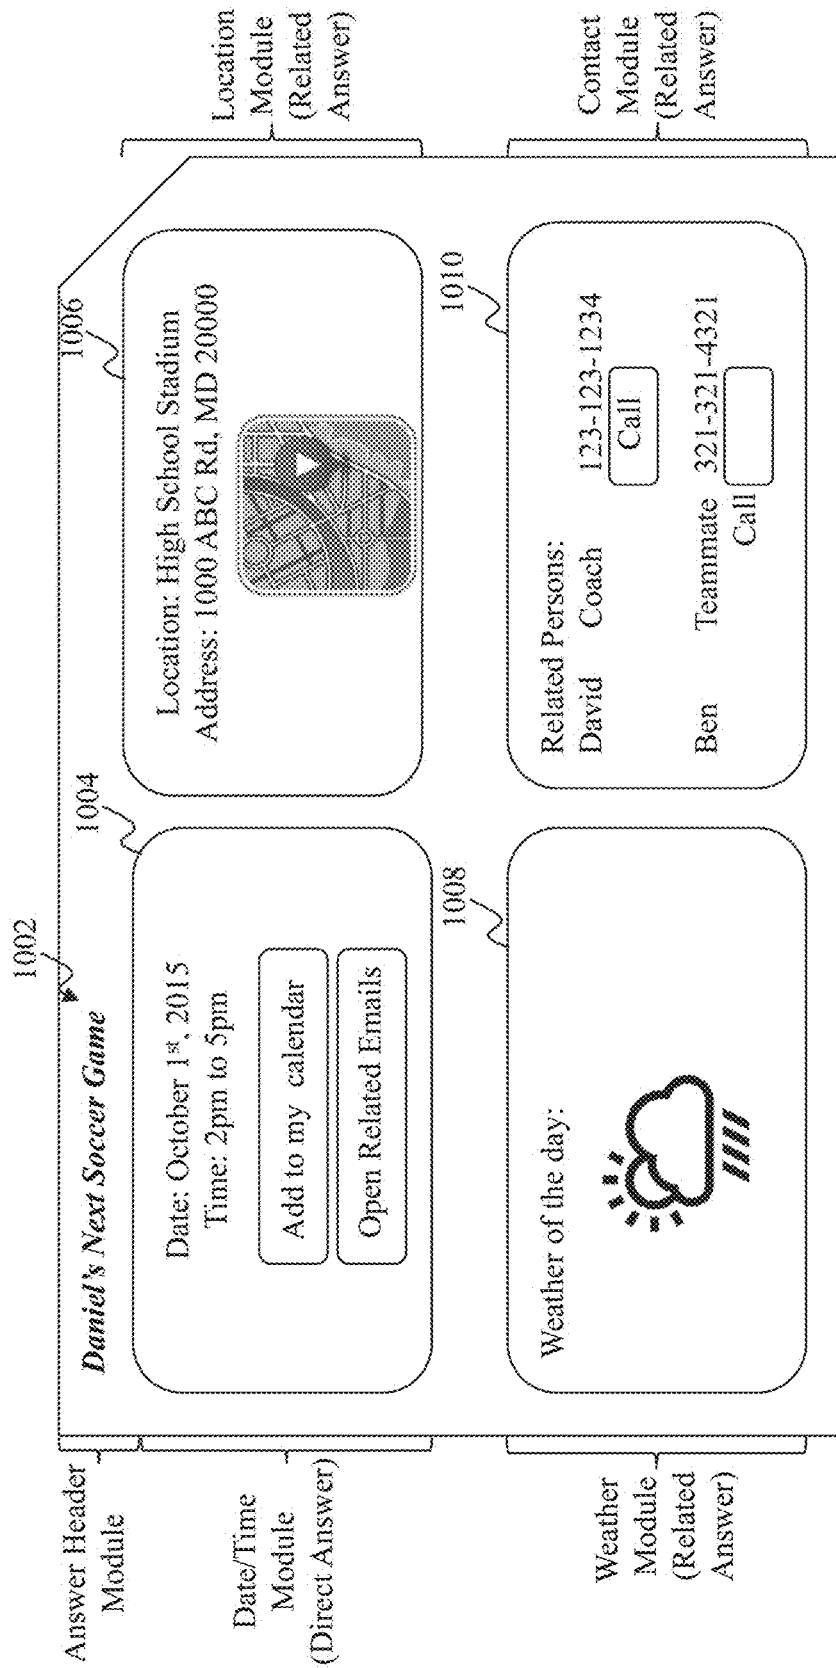 1002
Answer Header
Module
Daniel's Next Soccer Game
Date/Time
Module
(Direct Answer)
1004
Date: October 1st, 2015
Time: 2pm to 5pm
Add to my calendar
Open Related Emails
1006
Location: High School Stadium
Address: 1000 ABC Rd, MD 20000
Location
Module
(Related
Answer)
Weather
Module
(Related
Answer)
1008
Weather of the day:
1010
Related Persons:
David Coach 123-123-1234
Call
Ben Teammate 321-321-4321
Call
Contact
Module
(Related
Answer)